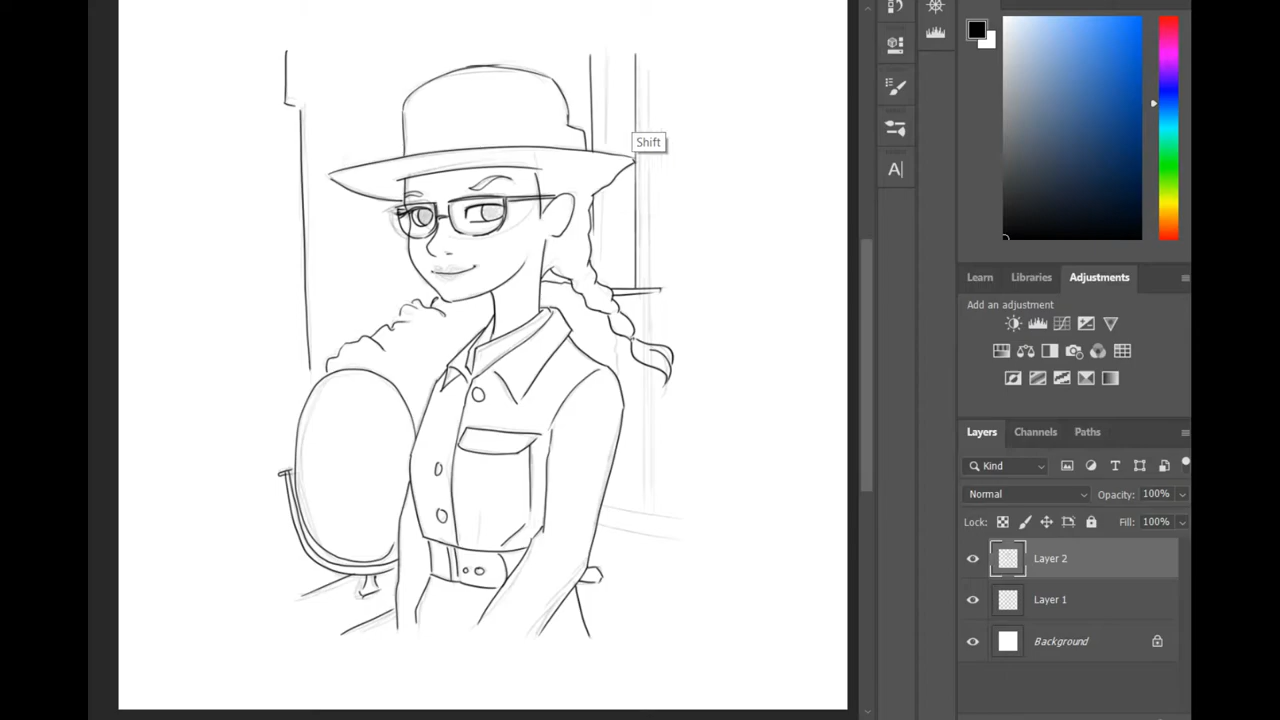 Shift
A
Learn Libraries Adjustments
Add an adjustment
Layers Channels Paths
Kind
Normal Opacity: 100%
Lock: Fill: 100%
Layer 2
Layer 1
Background